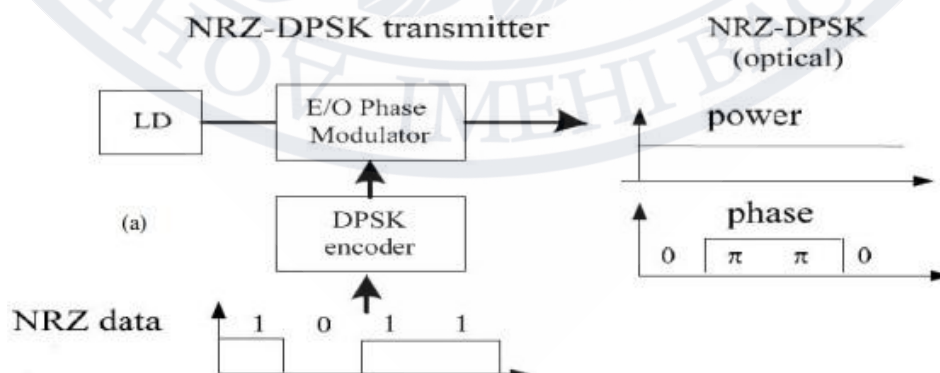 NRZ-DPSK transmitter
NRZ-DPSK
(optical)
LD
E/O Phase
Modulator
power
(a)
DPSK
encoder
phase
0 π π 0
NRZ data
1 0 1 1